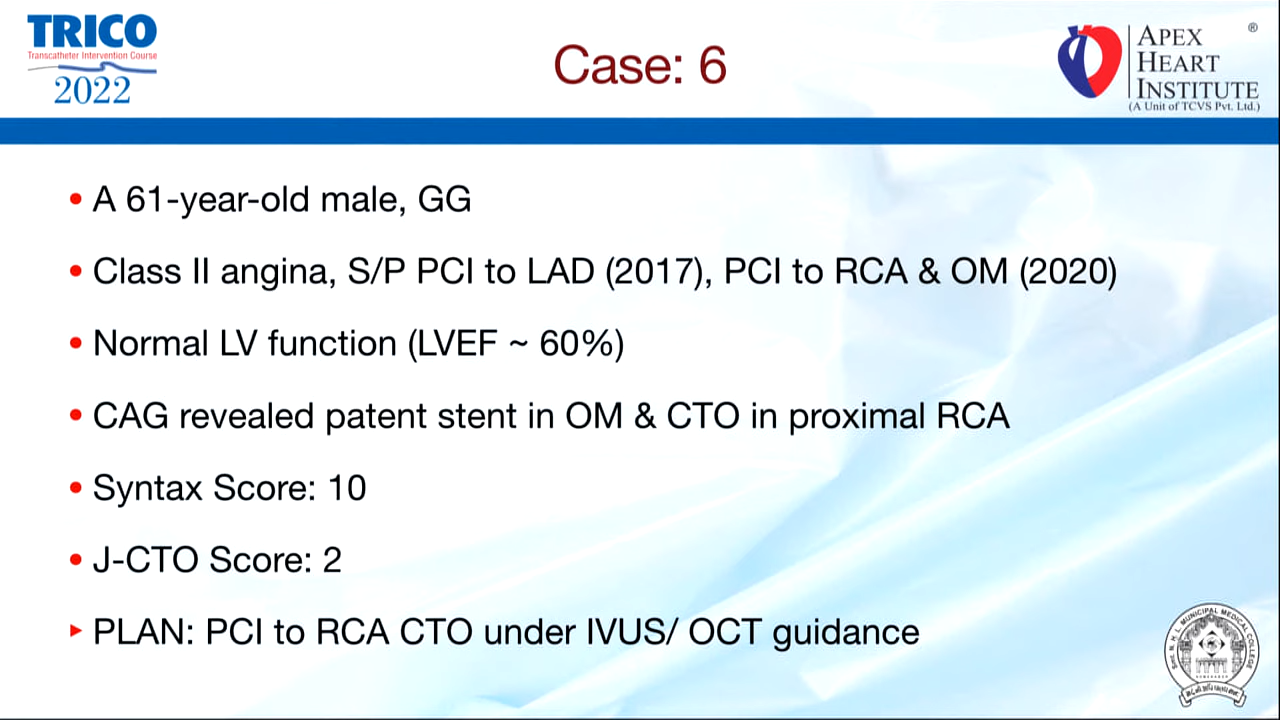 TRICO
Transcatheter Intervention Course
2022
Case: 6
APEX
HEART
INSTITUTE
(A Unit of TCVS Pvt. Ltd.)
®
• A 61-year-old male, GG
• Class II angina, S/P PCI to LAD (2017), PCI to RCA & OM (2020)
• Normal LV function (LVEF ~ 60%)
• CAG revealed patent stent in OM & CTO in proximal RCA
• Syntax Score: 10
• J-CTO Score: 2
▸ PLAN: PCI to RCA CTO under IVUS/ OCT guidance
MUNICIPAL MEDICAL COLLEGE